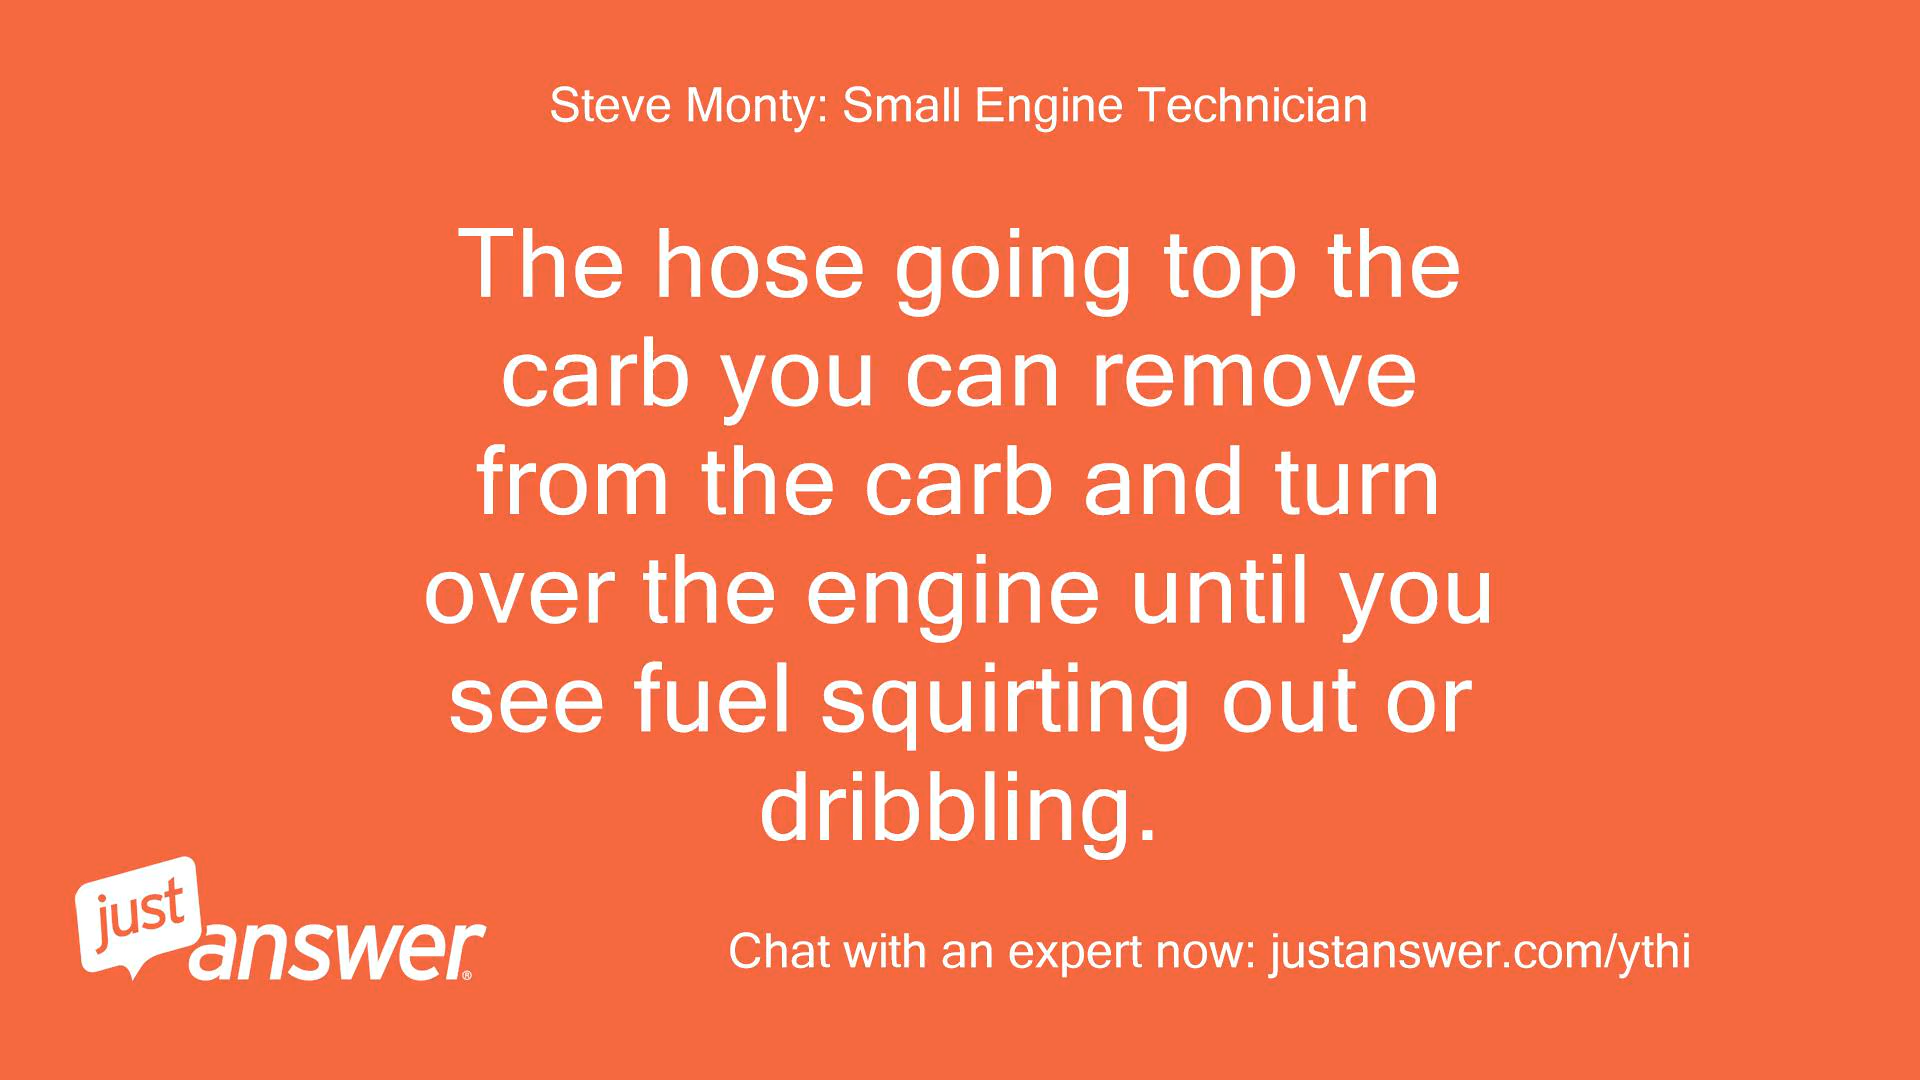 Steve Monty: Small Engine Technician
The hose going top the
carb you can remove
from the carb and turn
over the engine until you
see fuel squirting out or
dribbling.
just
answer®
Chat with an expert now: justanswer.com/ythi